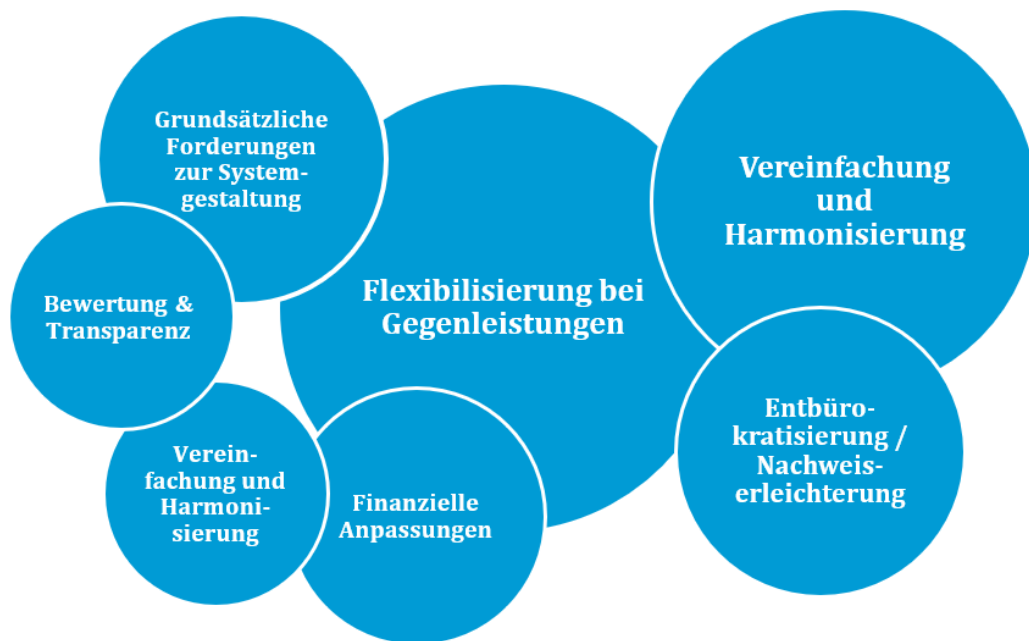 Grundsätzliche
Forderungen
zur System-
gestaltung
Vereinfachung
und
Harmonisierung
Flexibilisierung bei
Gegenleistungen
Bewertung &
Transparenz
Entbüro-
kratisierung /
Nachweis-
erleichterung
Verein-
fachung und
Harmoni-
sierung
Finanzielle
Anpassungen